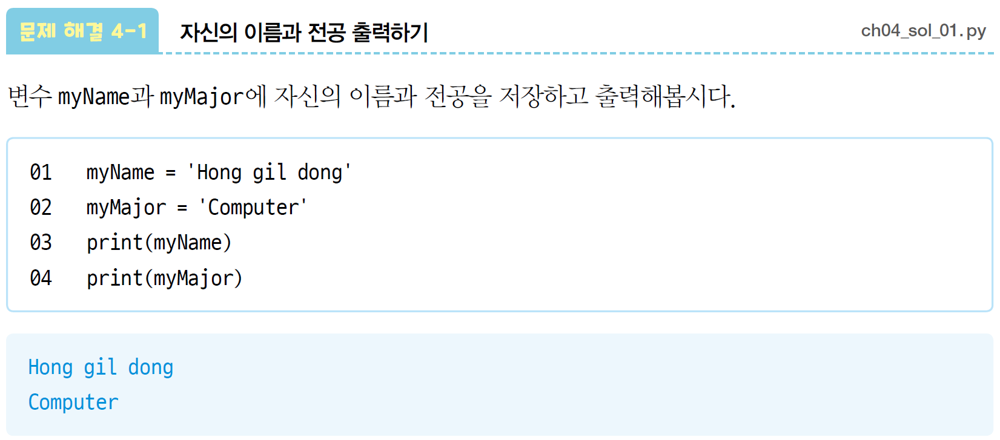 문제 해결 4-1 자신의 이름과 전공 출력하기 ch04_sol_01.py
변수 myName과 myMajor에 자신의 이름과 전공을 저장하고 출력해봅시다.
01 myName = 'Hong gil dong'
02 myMajor = 'Computer'
03 print(myName)
04 print(myMajor)
Hong gil dong
Computer